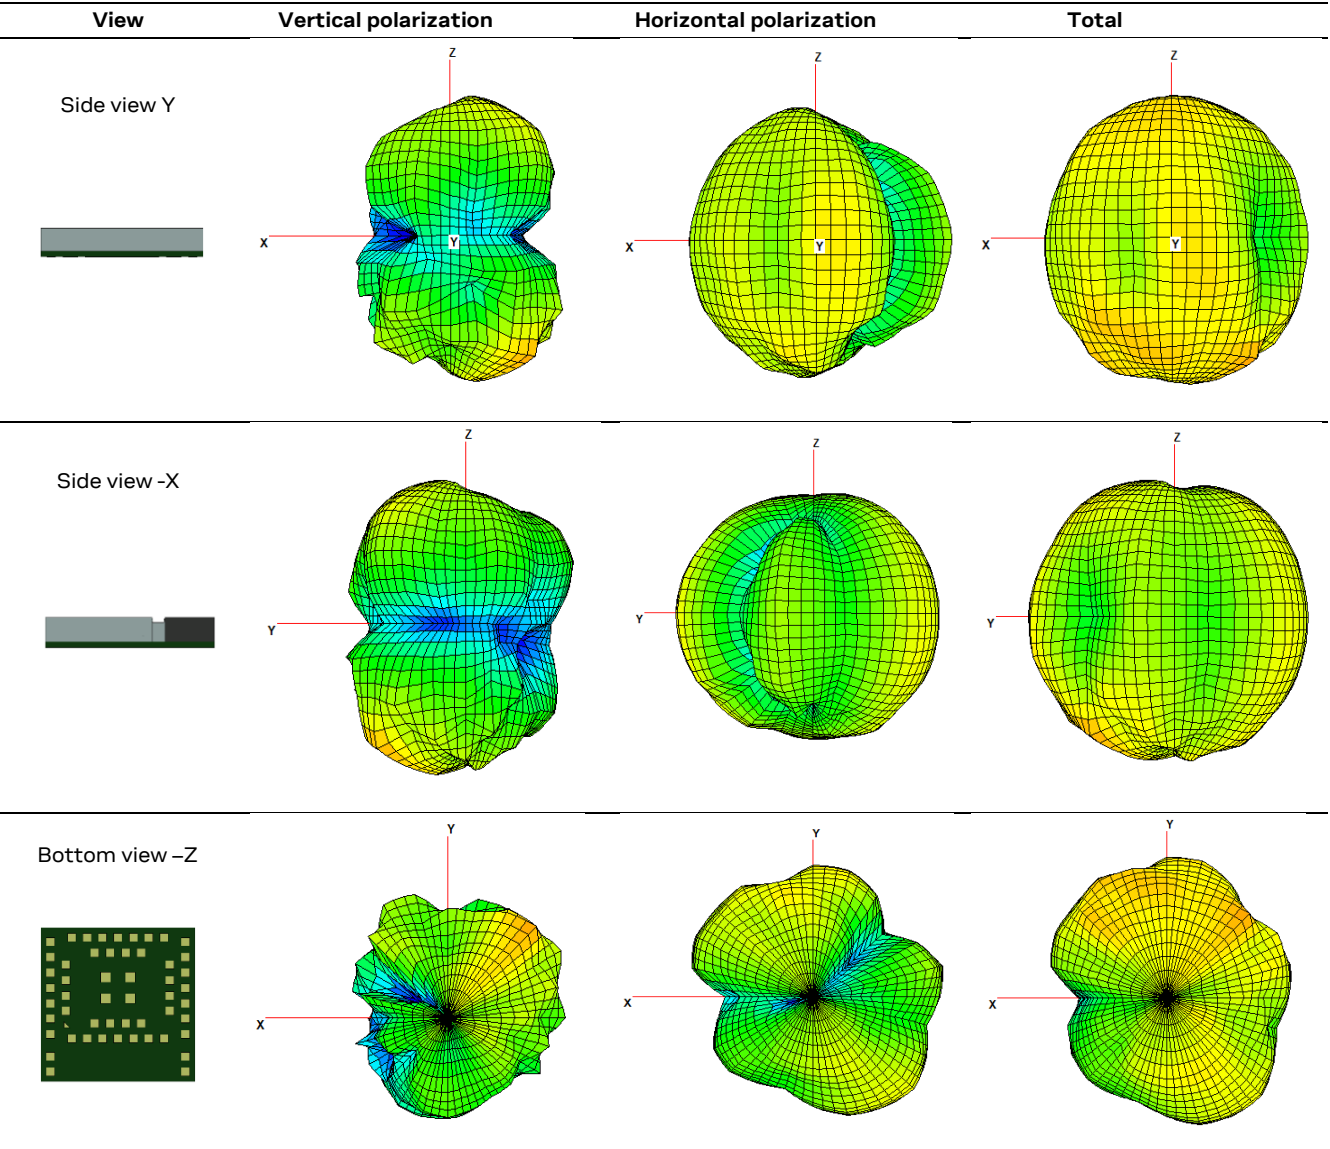 View Vertical polarization Horizontal polarization Total
Side view Y
Z
X
Y
Z
X
Y
Z
X
Y
Side view -X
Z
Y
Z
Y
Z
Y
Bottom view –Z
Y
X
Y
X
Y
X